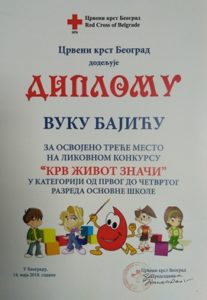 Црвени крст Београд
Red Cross of Belgrade
Црвени крст Београд
додељује
ДИПЛОМУ
ВУКУ БАЈИЋУ
ЗА ОСВОЈЕНО ТРЕЋЕ МЕСТО
НА ЛИКОВНОМ КОНКУРСУ
"КРВ ЖИВОТ ЗНАЧИ"
У КАТЕГОРИЈИ ОД ПРВОГ ДО ЧЕТВРТОГ
РАЗРЕДА ОСНОВНЕ ШКОЛЕ
У Београду,
14. маја 2018. године
Црвени крст Београд